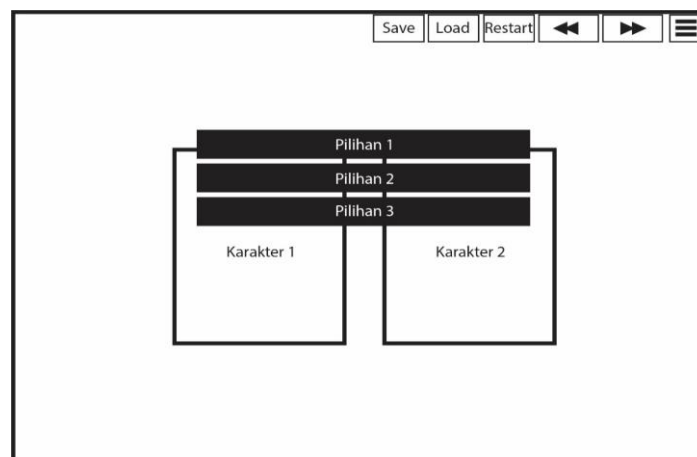 Save Load Restart
Pilihan 1
Pilihan 2
Pilihan 3
Karakter 1 Karakter 2